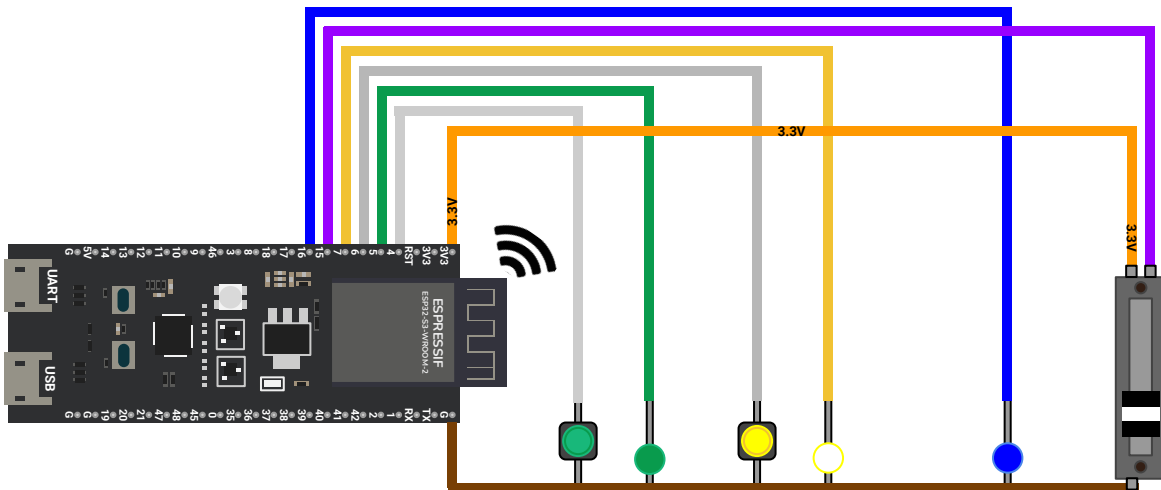 3.3V
3.3V
3.3V
G 5V 14 13 12 11 10 9 46 3 8 18 17 16 15 7 6 5 4 RST 3V3 3V3
UART
ESPRESSIF
ESP32-S3-WROOM-2
USB
G G 19 20 21 47 48 45 0 35 36 37 38 39 40 41 42 2 1 RX TX G